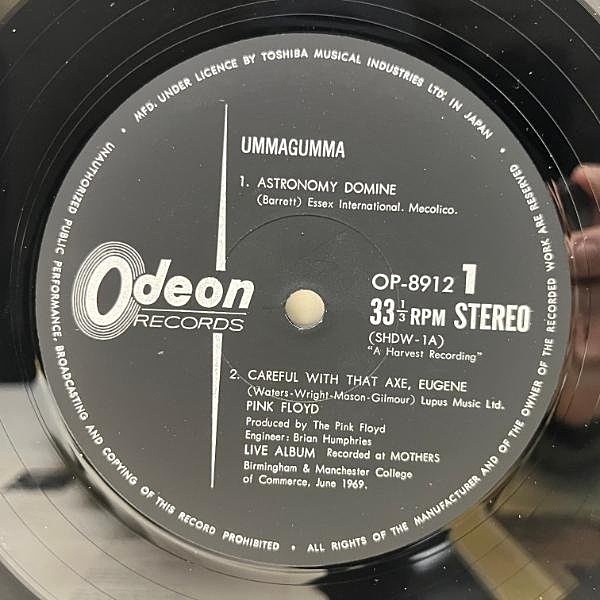 • MFD. UNDER LICENCE BY TOSHIBA MUSICAL INDUSTRIES LTD. IN JAPAN •
UMMAGUMMA
1. ASTRONOMY DOMINE
(Barrett) Essex International. Mecolico.
Odeon
RECORDS
OP-8912 1
33 1/3 RPM STEREO
(SHDW-1A)
"A Harvest Recording"
2. CAREFUL WITH THAT AXE, EUGENE
(Waters-Wright-Mason-Gilmour) Lupus Music Ltd.
PINK FLOYD
Produced by The Pink Floyd
Engineer: Brian Humphries
LIVE ALBUM Recorded at MOTHERS
Birmingham & Manchester College
of Commerce, June 1969.
UNAUTHORIZED PUBLIC PERFORMANCE, BROADCASTING AND COPYING OF THIS RECORD PROHIBITED • ALL RIGHTS OF THE MANUFACTURER AND OF THE OWNER OF THE RECORDED WORK ARE RESERVED